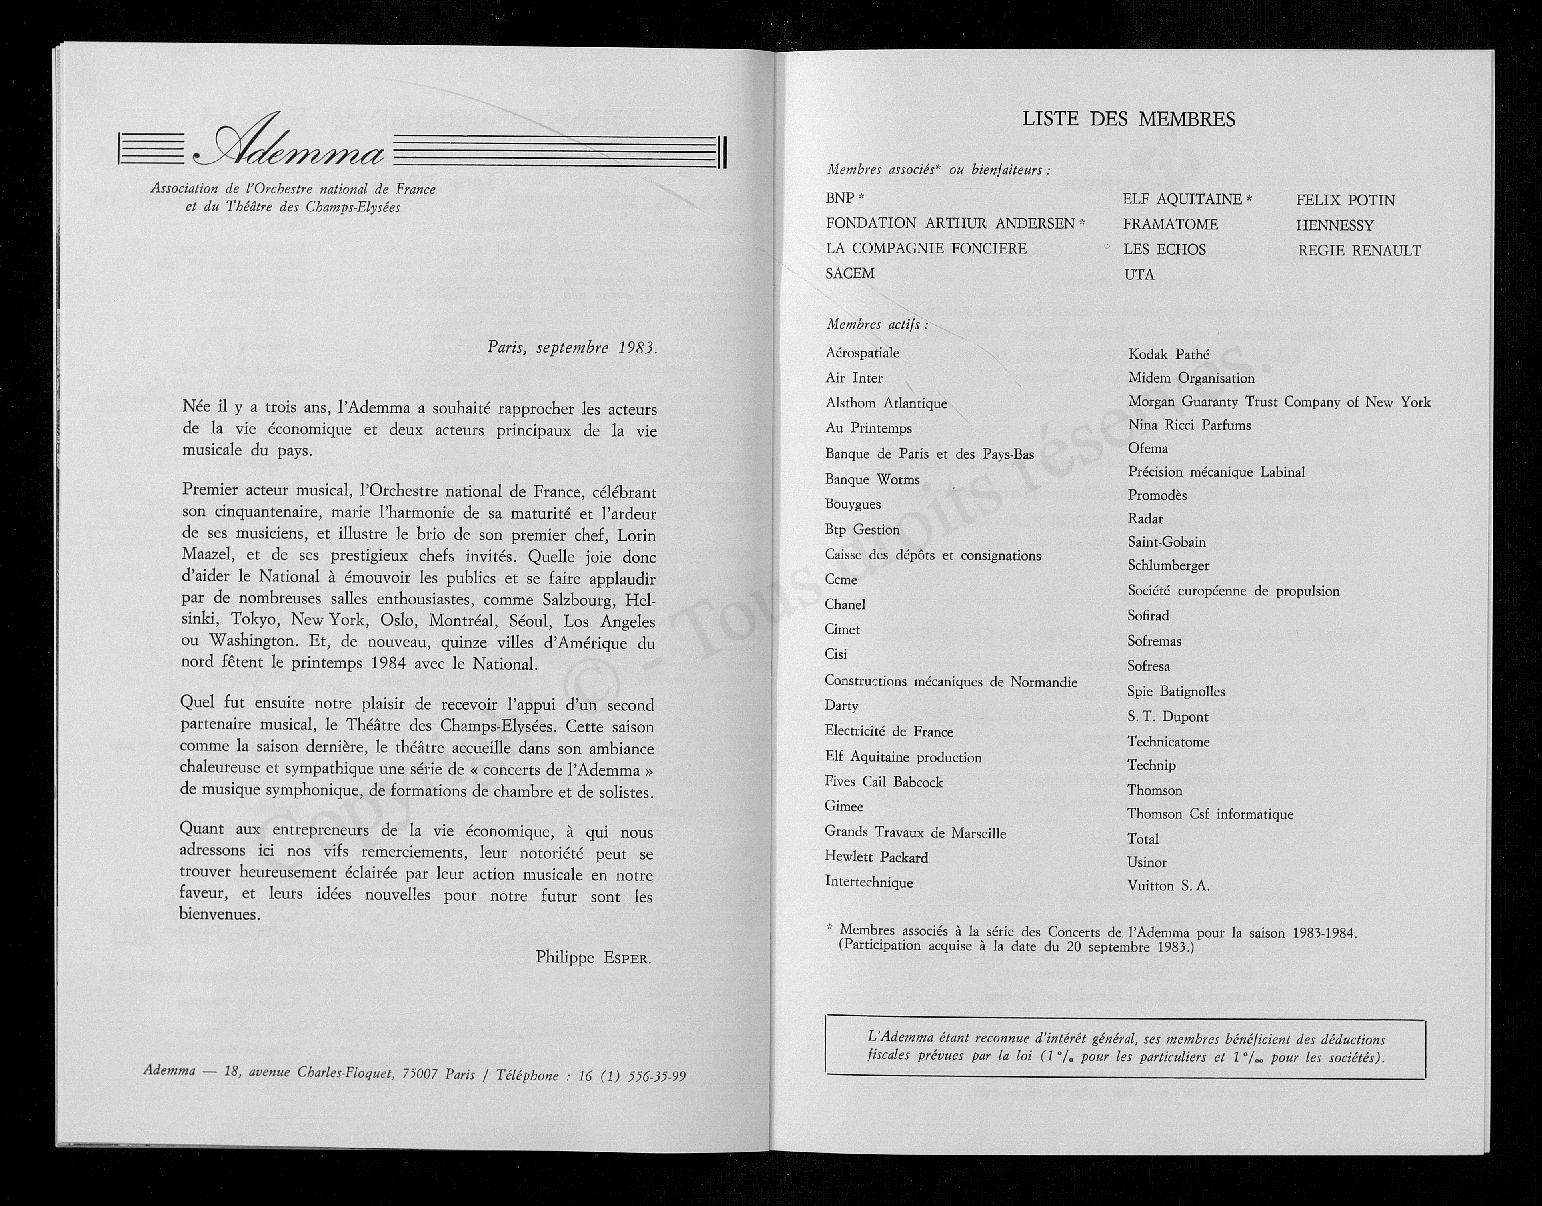 Ademma
Association de l'Orchestre national de France
et du Théâtre des Champs-Elysées
Paris, septembre 1983.
Née il y a trois ans, l'Ademma a souhaité rapprocher les acteurs
de la vie économique et deux acteurs principaux de la vie
musicale du pays.
Premier acteur musical, l'Orchestre national de France, célébrant
son cinquantenaire, marie l'harmonie de sa maturité et l'ardeur
de ses musiciens, et illustre le brio de son premier chef, Lorin
Maazel, et de ses prestigieux chefs invités. Quelle joie donc
d'aider le National à émouvoir les publics et se faire applaudir
par de nombreuses salles enthousiastes, comme Salzbourg, Hel-
sinki, Tokyo, New York, Oslo, Montréal, Séoul, Los Angeles
ou Washington. Et, de nouveau, quinze villes d'Amérique du
nord fêtent le printemps 1984 avec le National.
Quel fut ensuite notre plaisir de recevoir l'appui d'un second
partenaire musical, le Théâtre des Champs-Elysées. Cette saison
comme la saison dernière, le théâtre accueille dans son ambiance
chaleureuse et sympathique une série de « concerts de l'Ademma »
de musique symphonique, de formations de chambre et de solistes.
Quant aux entrepreneurs de la vie économique, à qui nous
adressons ici nos vifs remerciements, leur notoriété peut se
trouver heureusement éclairée par leur action musicale en notre
faveur, et leurs idées nouvelles pour notre futur sont les
bienvenues.
Philippe ESPER.
Ademma — 18, avenue Charles-Floquet, 75007 Paris / Téléphone : 16 (1) 556-35-99
LISTE DES MEMBRES
Membres associés* ou bienfaiteurs :
BNP *
FONDATION ARTHUR ANDERSEN *
LA COMPAGNIE FONCIERE
SACEM
ELF AQUITAINE *
FRAMATOME
LES ECHOS
UTA
FELIX POTIN
HENNESSY
REGIE RENAULT
Membres actifs :
Aérospatiale
Air Inter
Alsthom Atlantique
Au Printemps
Banque de Paris et des Pays-Bas
Banque Worms
Bouygues
Btp Gestion
Caisse des dépôts et consignations
Ccme
Chanel
Cimet
Cisi
Constructions mécaniques de Normandie
Darty
Electricité de France
Elf Aquitaine production
Fives Cail Babcock
Gimee
Grands Travaux de Marseille
Hewlett Packard
Intertechnique
Kodak Pathé
Midem Organisation
Morgan Guaranty Trust Company of New York
Nina Ricci Parfums
Ofema
Précision mécanique Labinal
Promodès
Radar
Saint-Gobain
Schlumberger
Société européenne de propulsion
Sofirad
Sofremas
Sofresa
Spie Batignolles
S. T. Dupont
Technicatome
Technip
Thomson
Thomson Csf informatique
Total
Usinor
Vuitton S. A.
* Membres associés à la série des Concerts de l'Ademma pour la saison 1983-1984.
(Participation acquise à la date du 20 septembre 1983.)
L'Ademma étant reconnue d'intérêt général, ses membres bénéficient des déductions
fiscales prévues par la loi (1 % pour les particuliers et 1 ‰ pour les sociétés).
Copyright © - Tous droits réservés.